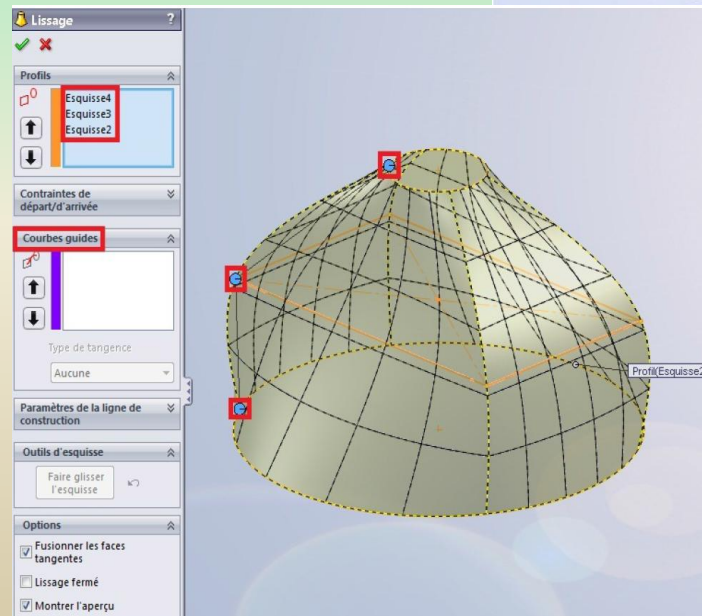 Lissage ?
Profils
Esquisse4
Esquisse3
Esquisse2
Contraintes de
départ/d'arrivée
Courbes guides
Type de tangence
Aucune
Paramètres de la ligne de
construction
Outils d'esquisse
Faire glisser
l'esquisse
Options
Fusionner les faces
tangentes
Lissage fermé
Montrer l'aperçu
Profil(Esquisse2